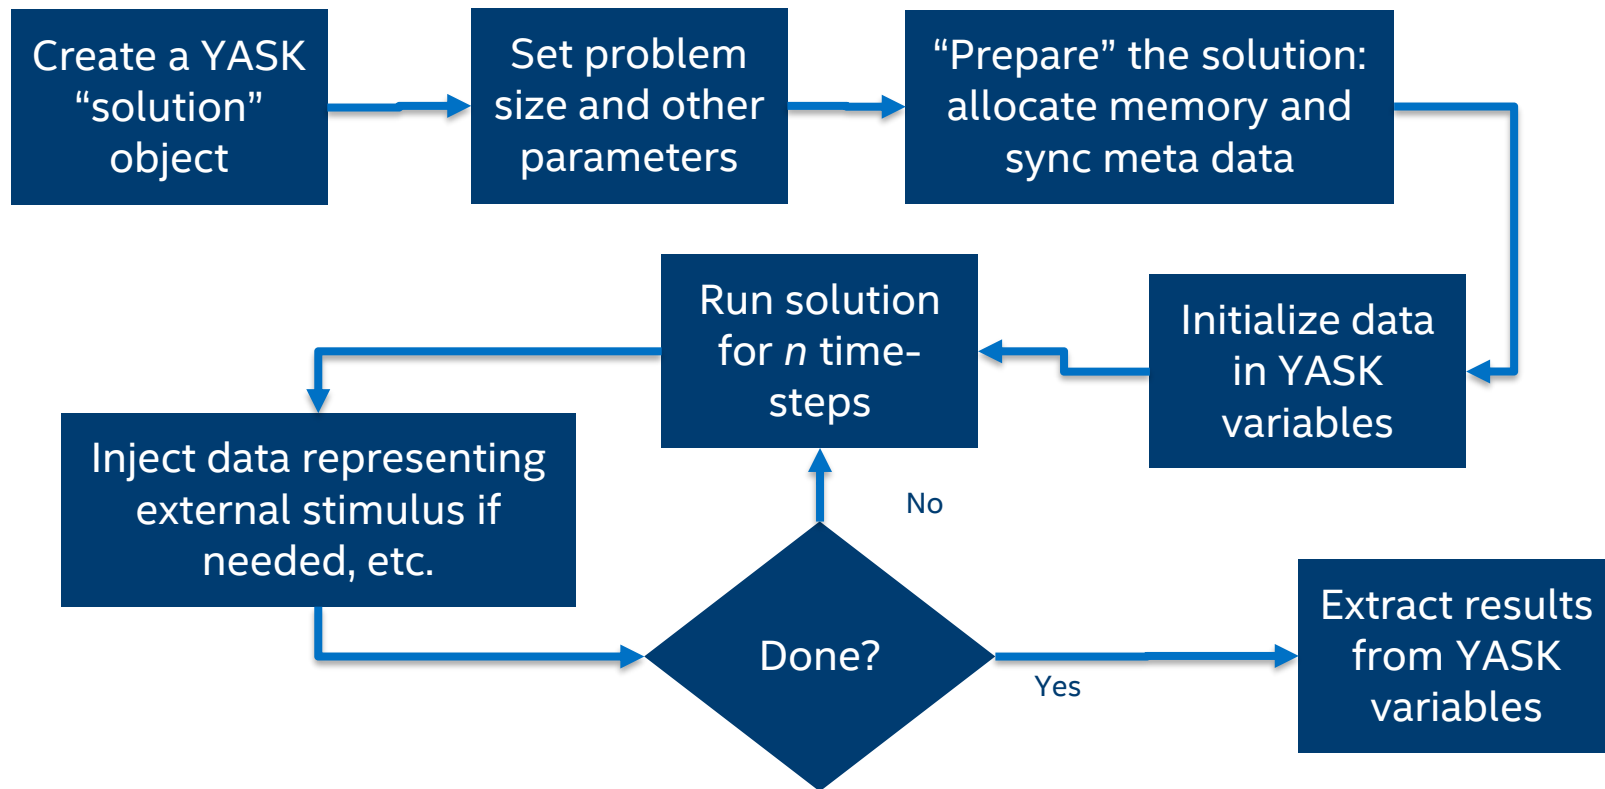 Create a YASK
“solution”
object
Set problem
size and other
parameters
“Prepare” the solution:
allocate memory and
sync meta data
Initialize data
in YASK
variables
Run solution
for n time-
steps
Inject data representing
external stimulus if
needed, etc.
Done?
No
Yes
Extract results
from YASK
variables